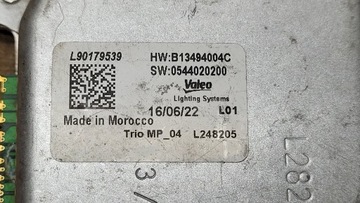 L90179539
HW:B13494004C
SW:0544020200
Valeo
Lighting Systems
16/06/22 L01
Made in Morocco
Trio MP_04 L248205
L282
3/